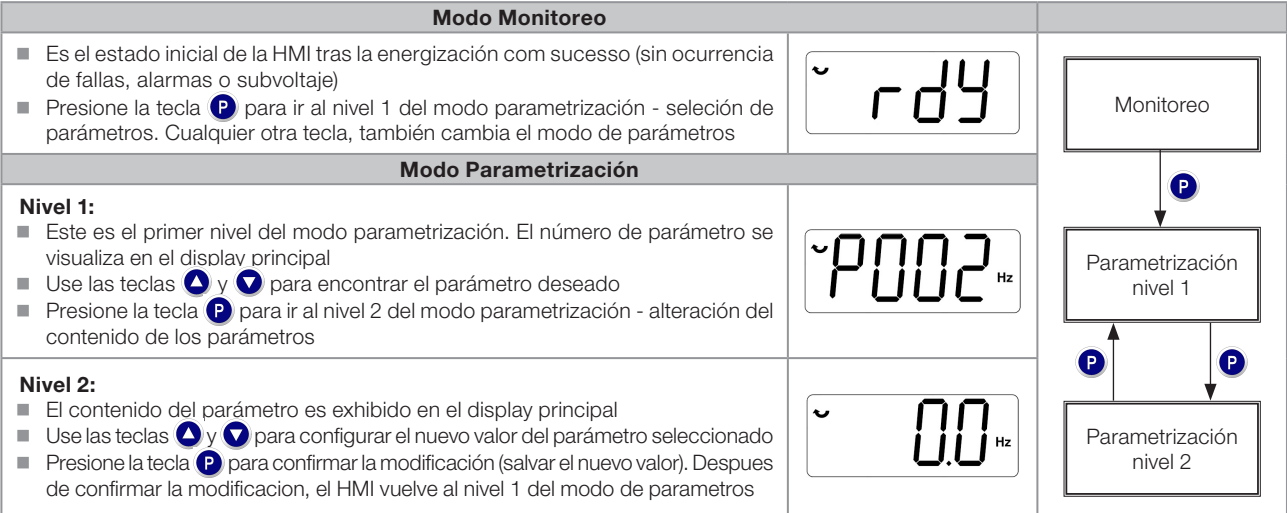 Modo Monitoreo
■ Es el estado inicial de la HMI tras la energización com sucesso (sin ocurrencia
de fallas, alarmas o subvoltaje)
■ Presione la tecla P para ir al nivel 1 del modo parametrización - seleción de
parámetros. Cualquier otra tecla, también cambia el modo de parámetros
rdy
Modo Parametrización
Nivel 1:
■ Este es el primer nivel del modo parametrización. El número de parámetro se
visualiza en el display principal
■ Use las teclas y para encontrar el parámetro deseado
■ Presione la tecla P para ir al nivel 2 del modo parametrización - alteración del
contenido de los parámetros
P002 Hz
Nivel 2:
■ El contenido del parámetro es exhibido en el display principal
■ Use las teclas y para configurar el nuevo valor del parámetro seleccionado
■ Presione la tecla P para confirmar la modificación (salvar el nuevo valor). Despues
de confirmar la modificacion, el HMI vuelve al nivel 1 del modo de parametros
0.0 Hz
Monitoreo
P
Parametrización
nivel 1
P P
Parametrización
nivel 2